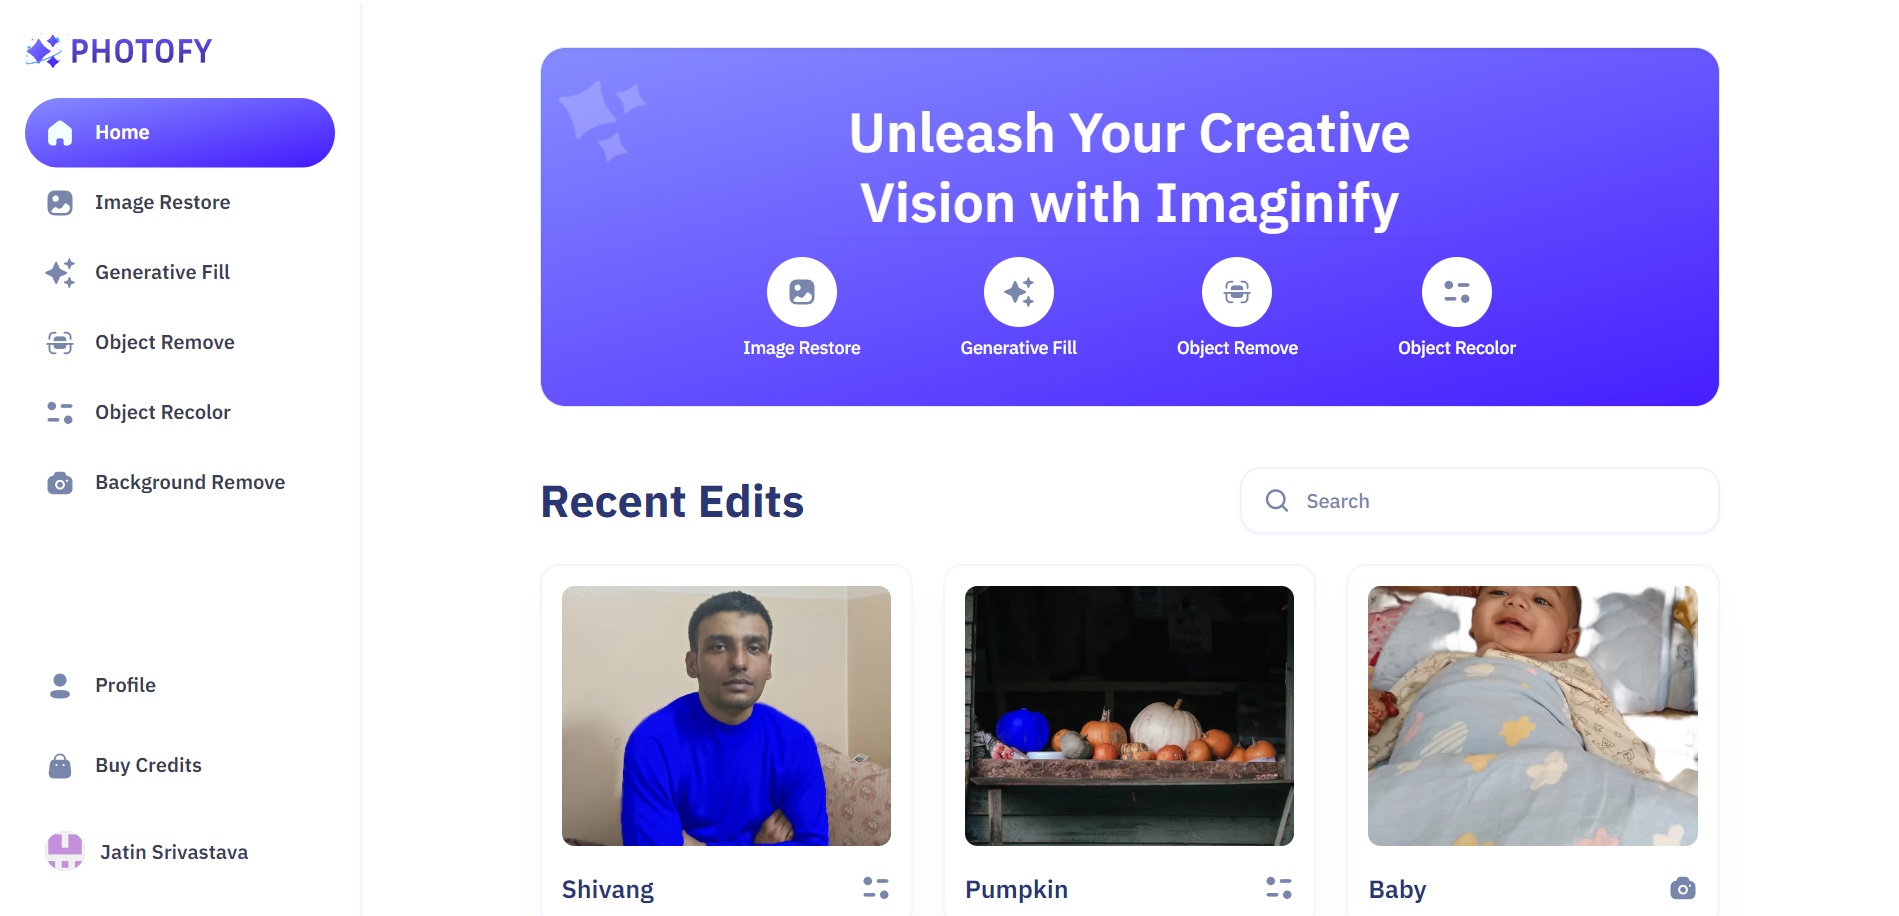 PHOTOFY
Home
Image Restore
Generative Fill
Object Remove
Object Recolor
Background Remove
Profile
Buy Credits
Jatin Srivastava
Unleash Your Creative
Vision with Imaginify
Image Restore
Generative Fill
Object Remove
Object Recolor
Recent Edits
Search
Shivang
Pumpkin
Baby